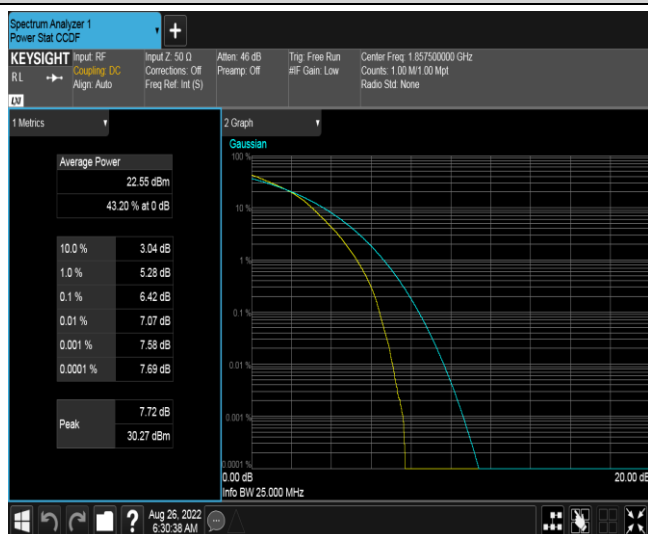 Spectrum Analyzer 1
Power Stat CCDF
+
KEYSIGHT
RL
LXI
Input: RF
Coupling: DC
Align: Auto
Input Z: 50 Ω
Corrections: Off
Freq Ref: Int (S)
Atten: 46 dB
Preamp: Off
Trig: Free Run
#IF Gain: Low
Center Freq: 1.857500000 GHz
Counts: 1.00 M/1.00 Mpt
Radio Std: None
1 Metrics
Average Power
22.55 dBm
43.20 % at 0 dB
10.0 % 3.04 dB
1.0 % 5.28 dB
0.1 % 6.42 dB
0.01 % 7.07 dB
0.001 % 7.58 dB
0.0001 % 7.69 dB
Peak
7.72 dB
30.27 dBm
2 Graph
Gaussian
100 %
10 %
1 %
0.1 %
0.01 %
0.001 %
0.0001 %
0.00 dB
20.00 dB
Info BW 25.000 MHz
?
Aug 26, 2022
6:30:38 AM